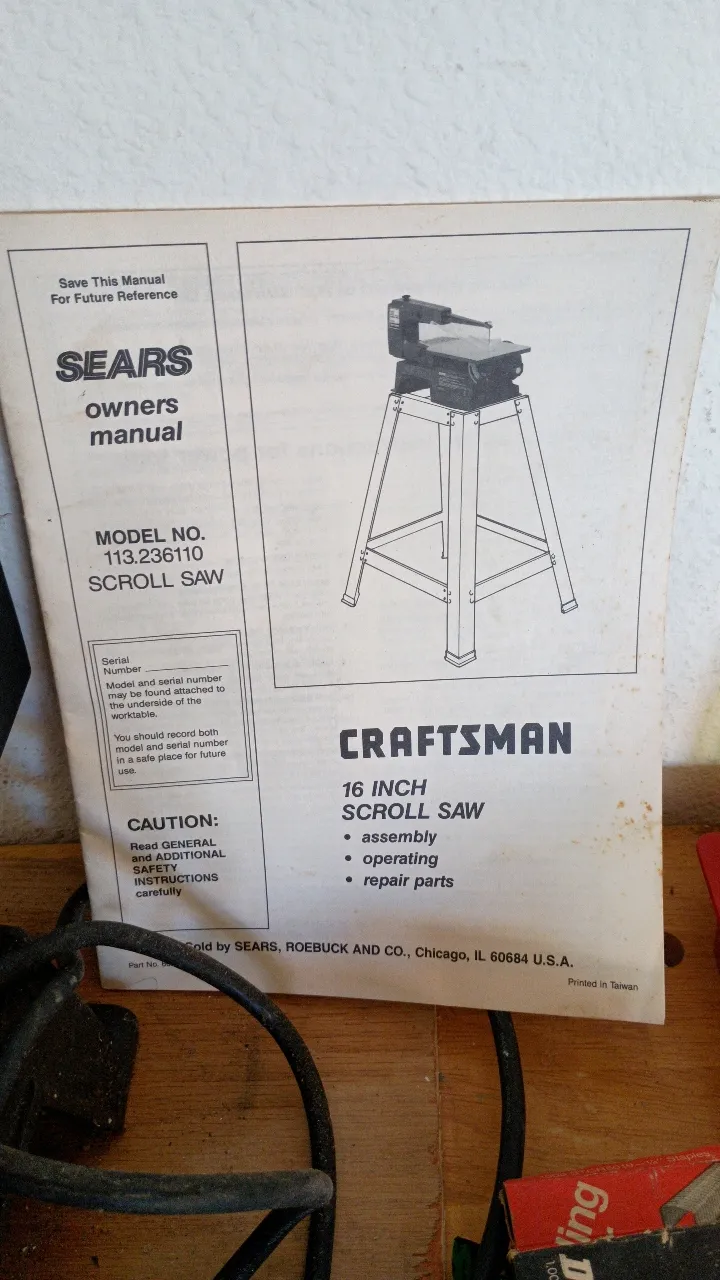 Save This Manual
For Future Reference
SEARS
owners
manual
MODEL NO.
113.236110
SCROLL SAW
Serial
Number
Model and serial number
may be found attached to
the underside of the
worktable.
You should record both
model and serial number
in a safe place for future
use.
CAUTION:
Read GENERAL
and ADDITIONAL
SAFETY
INSTRUCTIONS
carefully
CRAFTSMAN
16 INCH
SCROLL SAW
• assembly
• operating
• repair parts
Sold by SEARS, ROEBUCK AND CO., Chicago, IL 60684 U.S.A.
Part No.
Printed in Taiwan
ling